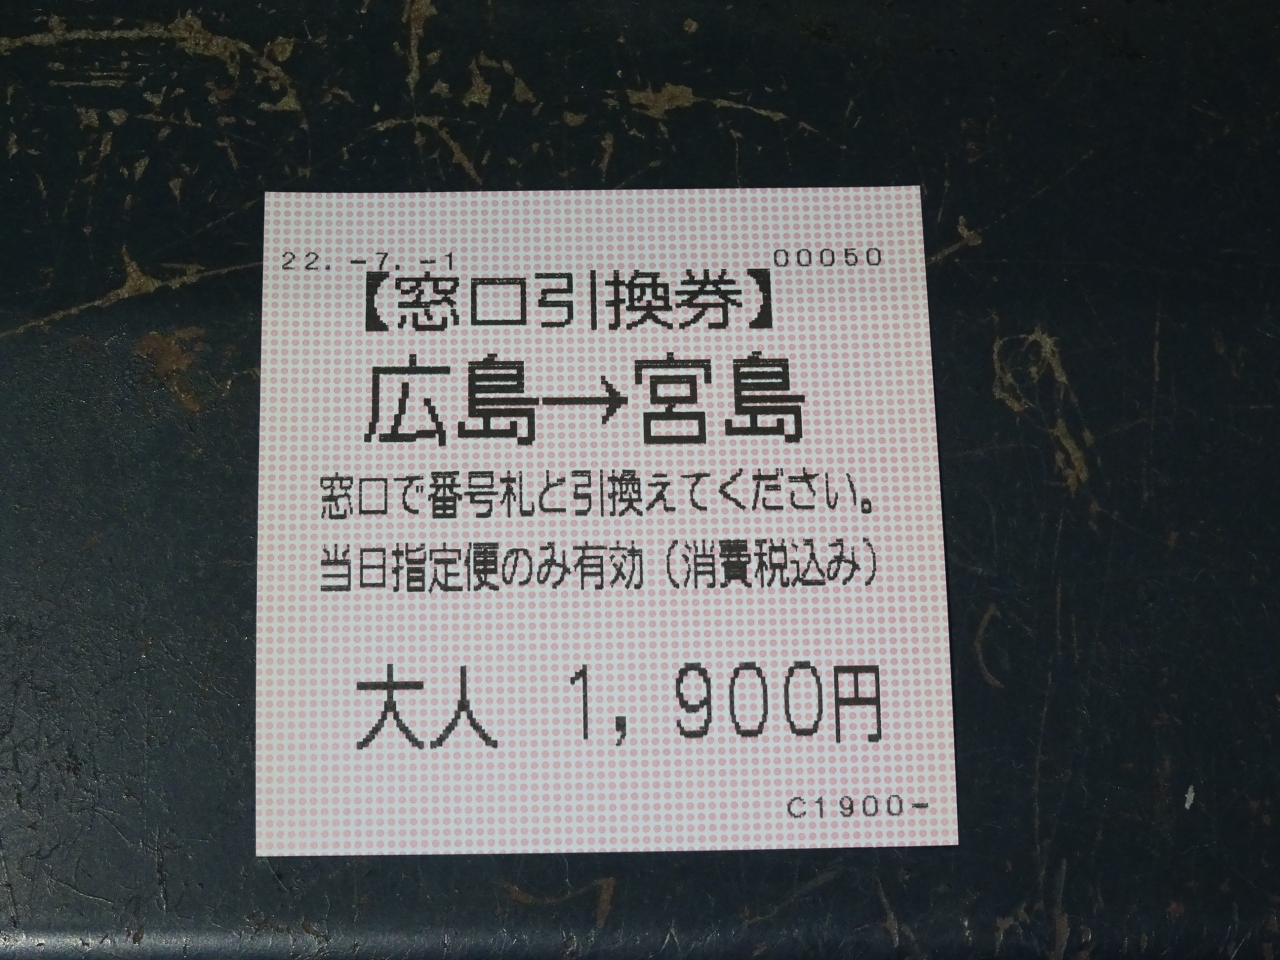 22.-7.-1 00050
【窓口引換券】
広島→宮島
窓口で番号札と引換えてください。
当日指定便のみ有効（消費税込み）
大人 1,900円
C1900-